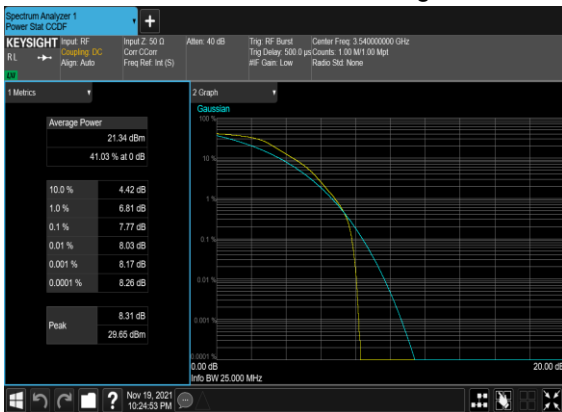 Spectrum Analyzer 1
Power Stat CCDF
KEYSIGHT
RL
LV
Input: RF
Coupling: DC
Align: Auto
Input Z: 50 Ω
Corr CCorr
Freq Ref: Int (S)
Atten: 40 dB
Trig: RF Burst
Trig Delay: 500.0 µs
#IF Gain: Low
Center Freq: 3.540000000 GHz
Counts: 1.00 M/1.00 Mpt
Radio Std: None
1 Metrics
Average Power
21.34 dBm
41.03 % at 0 dB
10.0 % 4.42 dB
1.0 % 6.81 dB
0.1 % 7.77 dB
0.01 % 8.03 dB
0.001 % 8.17 dB
0.0001 % 8.26 dB
Peak
8.31 dB
29.65 dBm
2 Graph
Gaussian
100 %
10 %
1 %
0.1 %
0.01 %
0.001 %
0.0001 %
0.00 dB
20.00 dB
Info BW 25.000 MHz
Nov 19, 2021
10:24:53 PM